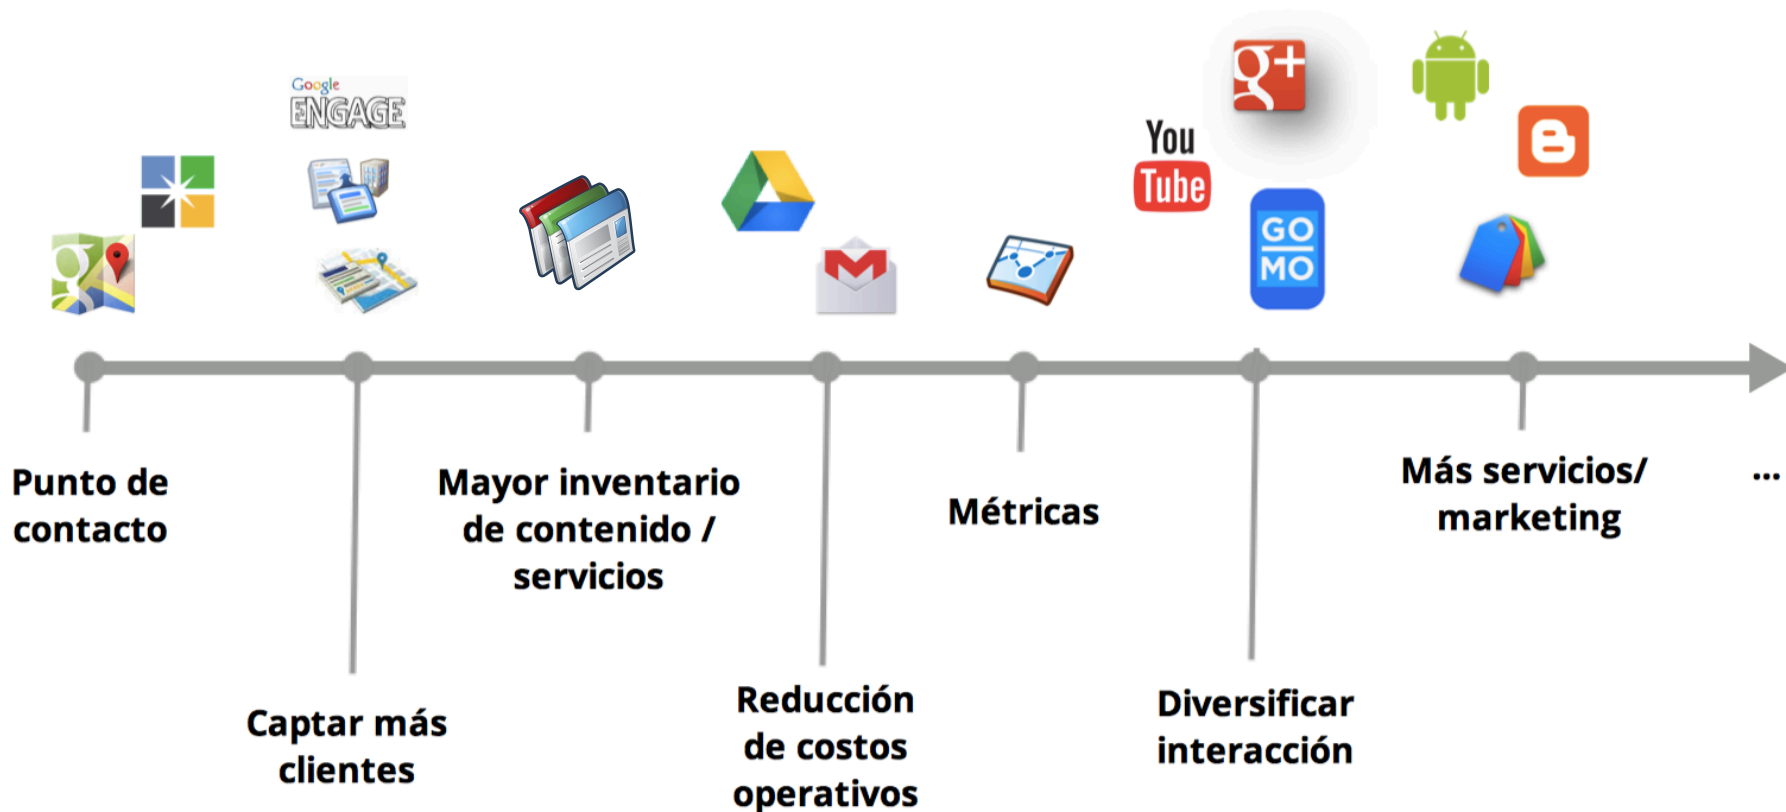 Google
ENGAGE
g+
You
Tube
GO
MO
g
Punto de
contacto
Captar más
clientes
Mayor inventario
de contenido /
servicios
Reducción
de costos
operativos
Métricas
Diversificar
interacción
Más servicios/
marketing
...